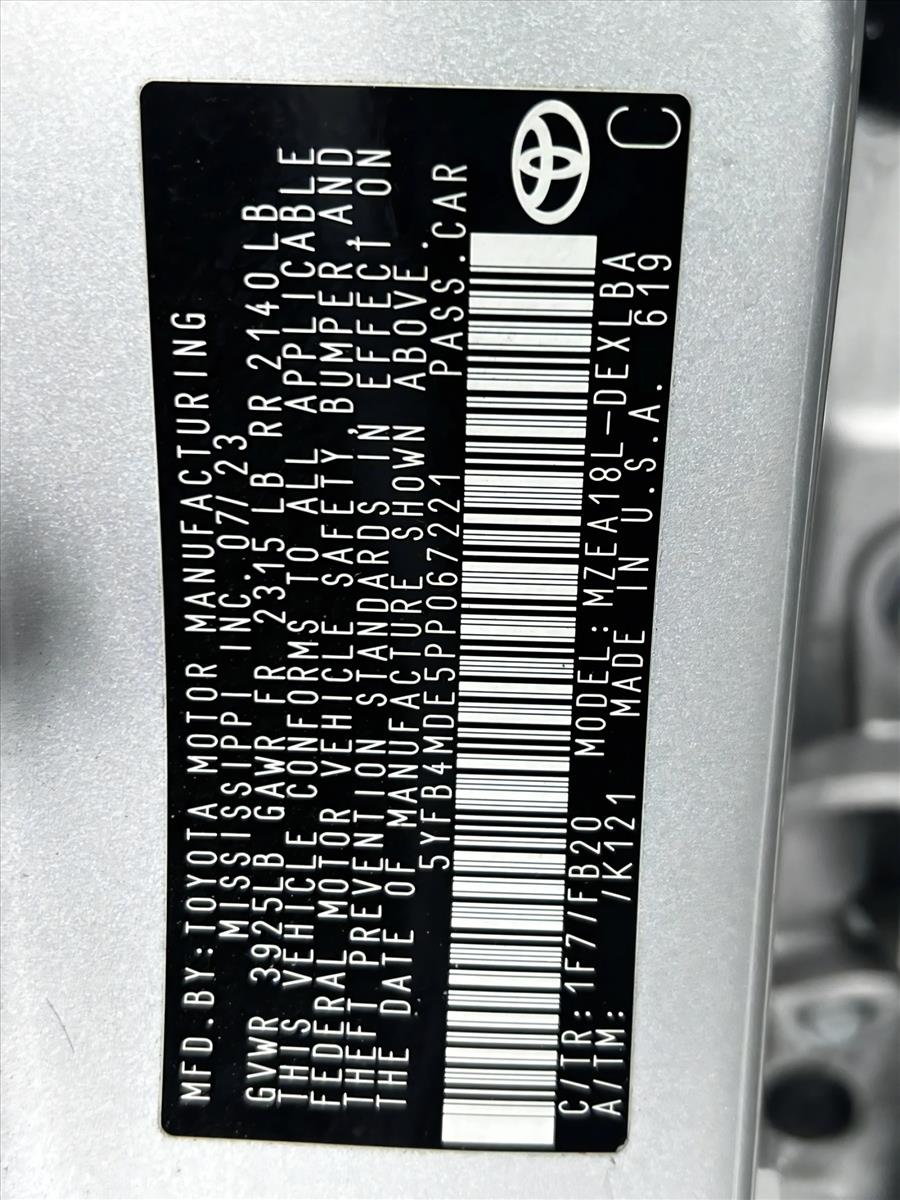 MFD.BY:TOYOTA MOTOR MANUFACTURING
MISSISSIPPI INC. 07/23
GVWR 3925LB GAWR FR 2315 LB RR 2140LB
THIS VEHICLE CONFORMS TO ALL APPLICABLE
FEDERAL MOTOR VEHICLE SAFETY, BUMPER, AND
THEFT PREVENTION STANDARDS IN EFFECT ON
THE DATE OF MANUFACTURE SHOWN ABOVE.
5YFB4MDE5PP067221 PASS.CAR
C/TR:1F7/FB20 MODEL:MZEA18L-DEXLBA
A/TM: /K121 MADE IN U.S.A. 619
C